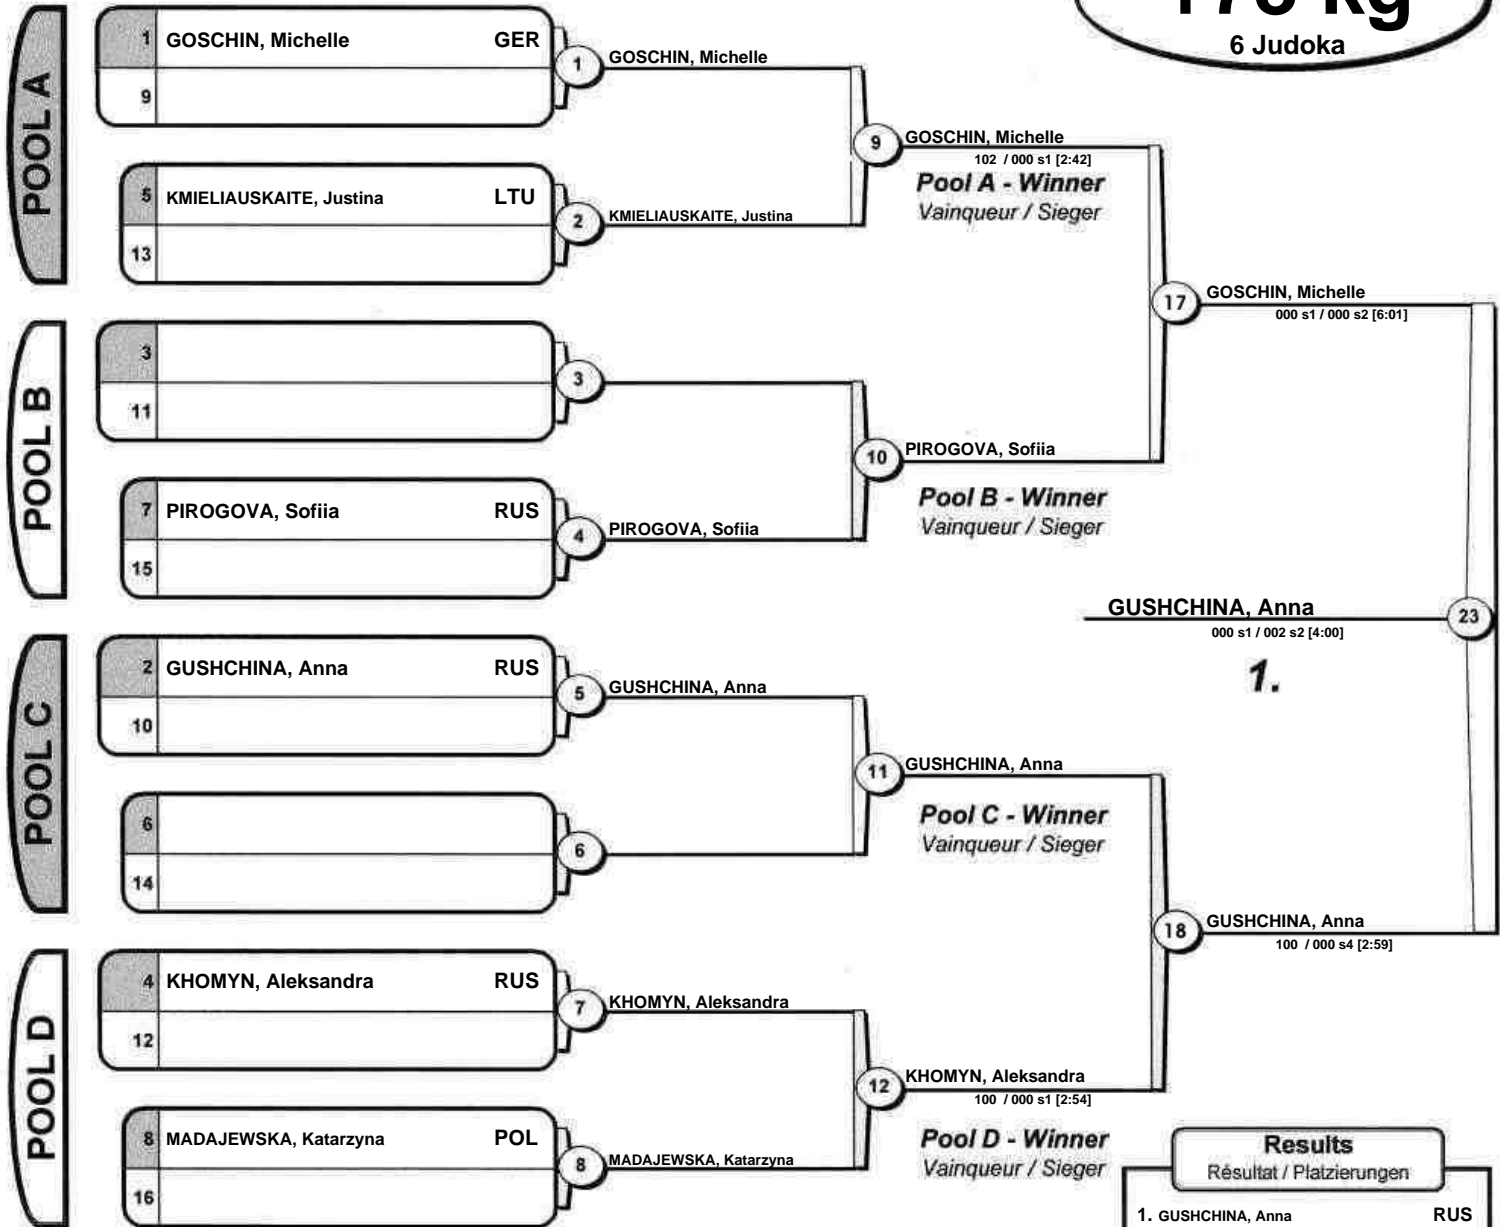 6 Judoka
POOL A
1 GOSCHIN, Michelle GER
9
1 GOSCHIN, Michelle
5 KMIELIAUSKAITE, Justina LTU
13
2 KMIELIAUSKAITE, Justina
9 GOSCHIN, Michelle
102 / 000 s1 [2:42]
Pool A - Winner
Vainqueur / Sieger
17 GOSCHIN, Michelle
000 s1 / 000 s2 [6:01]
POOL B
3
11
3
7 PIROGOVA, Sofiia RUS
15
4 PIROGOVA, Sofiia
10 PIROGOVA, Sofiia
Pool B - Winner
Vainqueur / Sieger
GUSHCHINA, Anna 23
000 s1 / 002 s2 [4:00]
1.
POOL C
2 GUSHCHINA, Anna RUS
10
5 GUSHCHINA, Anna
6
14
6
11 GUSHCHINA, Anna
Pool C - Winner
Vainqueur / Sieger
18 GUSHCHINA, Anna
100 / 000 s4 [2:59]
POOL D
4 KHOMYN, Aleksandra RUS
12
7 KHOMYN, Aleksandra
8 MADAJEWSKA, Katarzyna POL
16
8 MADAJEWSKA, Katarzyna
12 KHOMYN, Aleksandra
100 / 000 s1 [2:54]
Pool D - Winner
Vainqueur / Sieger
Results
Résultat / Platzierungen
1. GUSHCHINA, Anna RUS